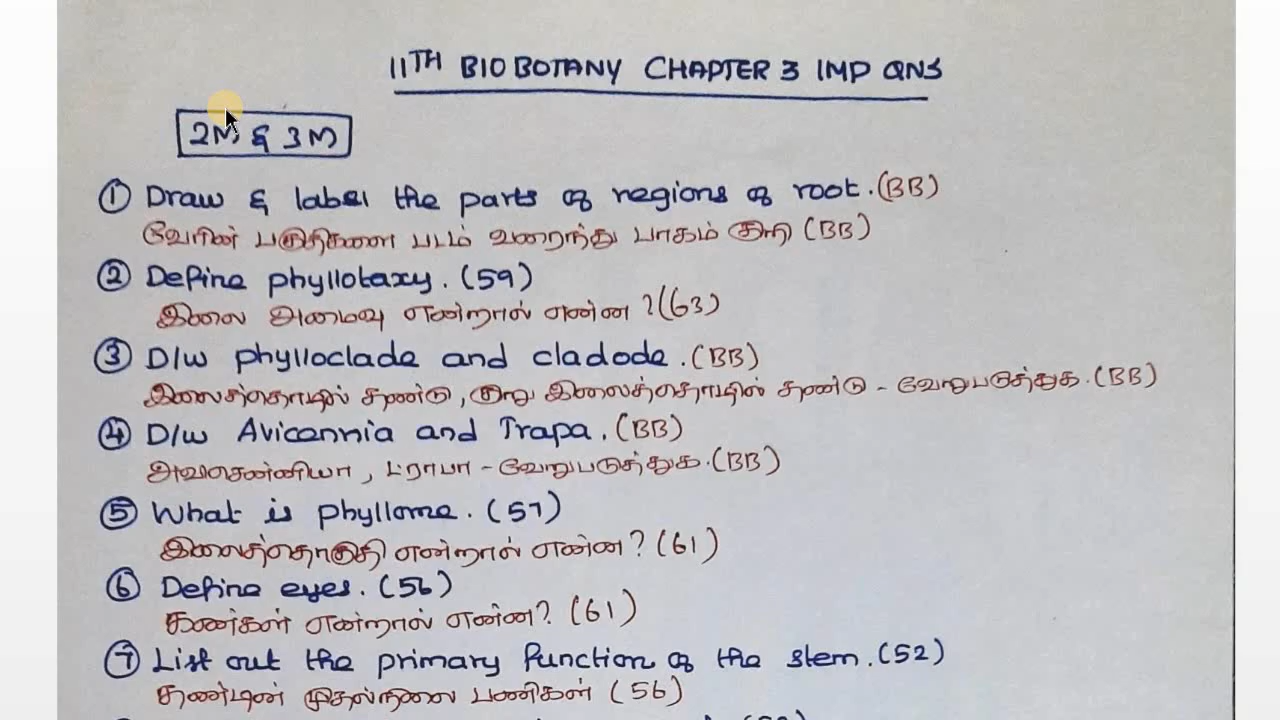 11TH BIO BOTANY CHAPTER 3 IMP QNS
2M & 3M
① Draw & label the parts of regions of root. (BB)
வேரின் பகுதிகளை படம் வரைந்து பாகம் குறி (BB)
② Define phyllotaxy. (59)
இலை அமைவு என்றால் என்ன ? (63)
③ D/w phylloclade and cladode. (BB)
இலைத்தொழில் தண்டு, குறு இலைத்தொழில் தண்டு - வேறுபடுத்துக. (BB)
④ D/w Avicennia and Trapa. (BB)
அவிசென்னியா, ட்ராபா - வேறுபடுத்துக. (BB)
⑤ What is phyllome. (57)
இலைத்தொகுதி என்றால் என்ன? (61)
⑥ Define eyes. (56)
கண்கள் என்றால் என்ன? (61)
⑦ List out the primary function of the stem. (52)
தண்டின் முதல்நிலை பணிகள் (56)